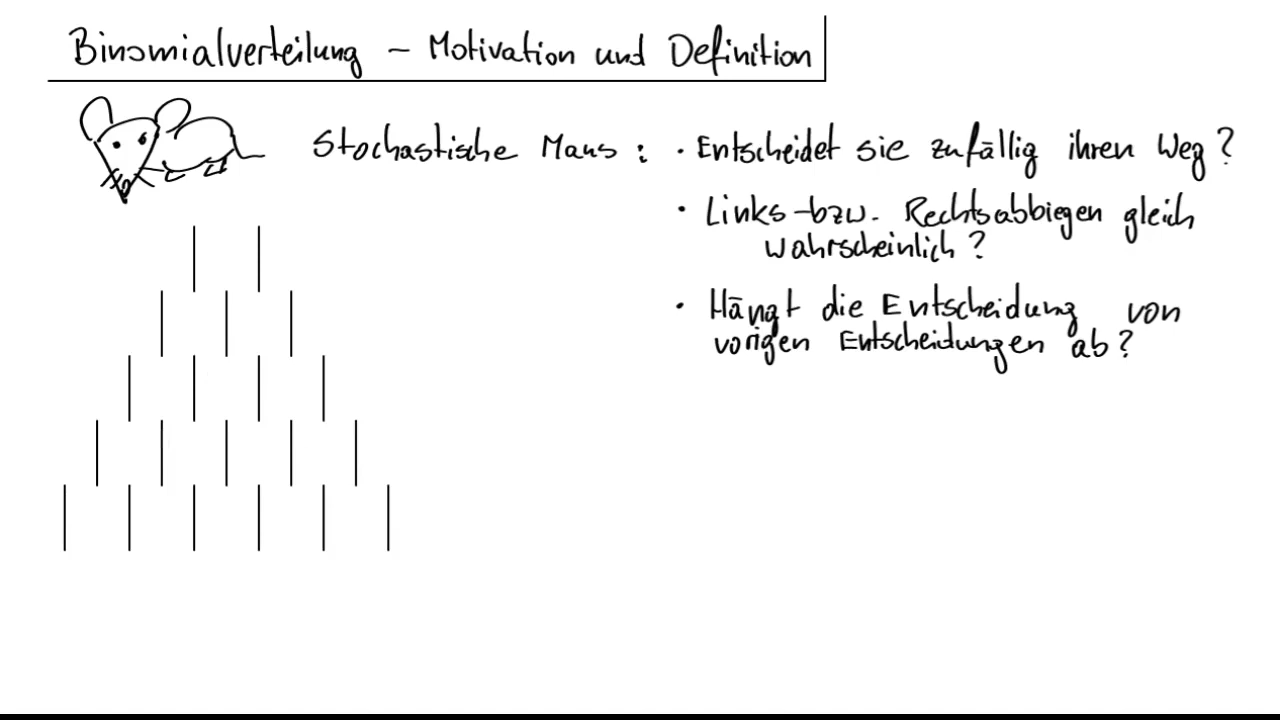 Binomialverteilung – Motivation und Definition
Stochastische Maus : · Entscheidet sie zufällig ihren Weg?
· Links- bzw. Rechtsabbiegen gleich
wahrscheinlich?
· Hängt die Entscheidung von
vorigen Entscheidungen ab?